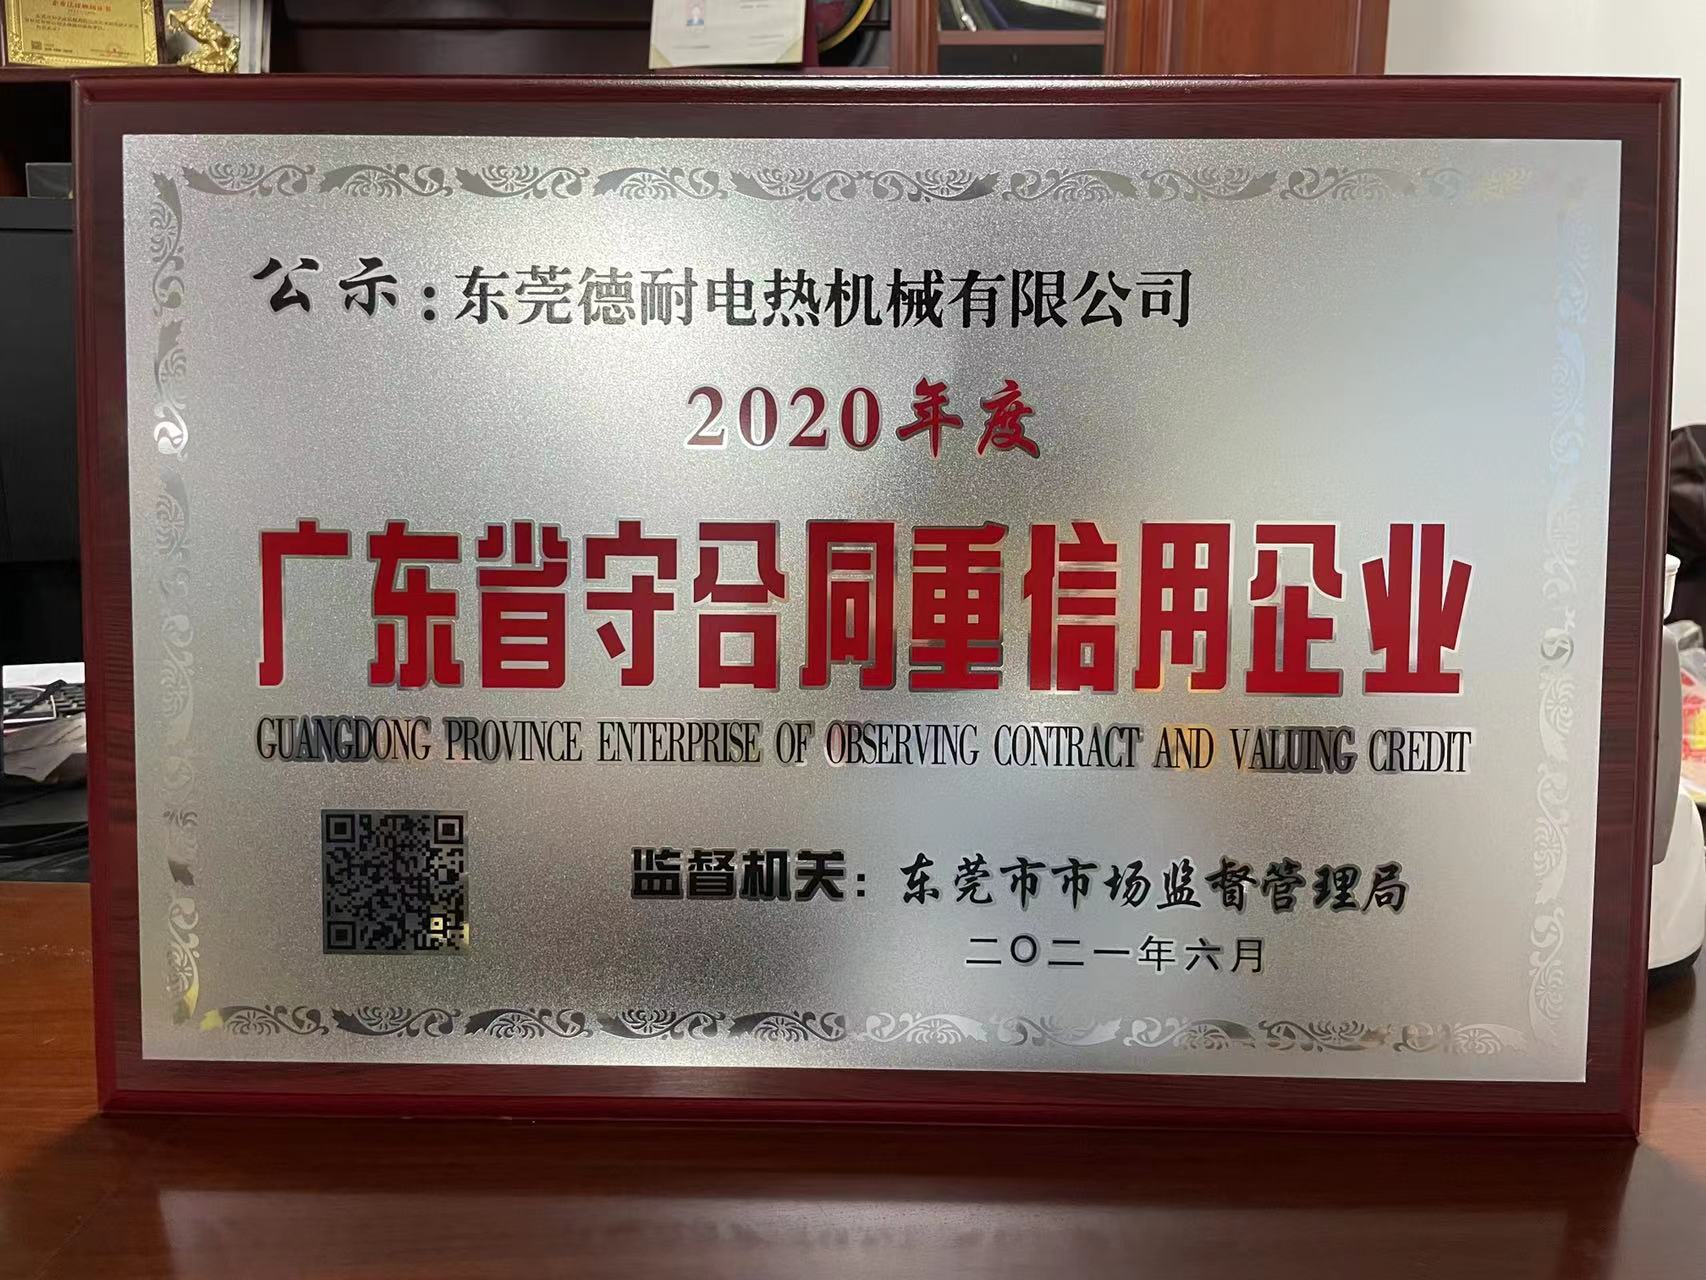 公示：东莞德耐电热机械有限公司
2020年度
广东省守合同重信用企业
GUANGDONG PROVINCE ENTERPRISE OF OBSERVING CONTRACT AND VALUING CREDIT
监督机关：东莞市市场监督管理局
二〇二一年六月